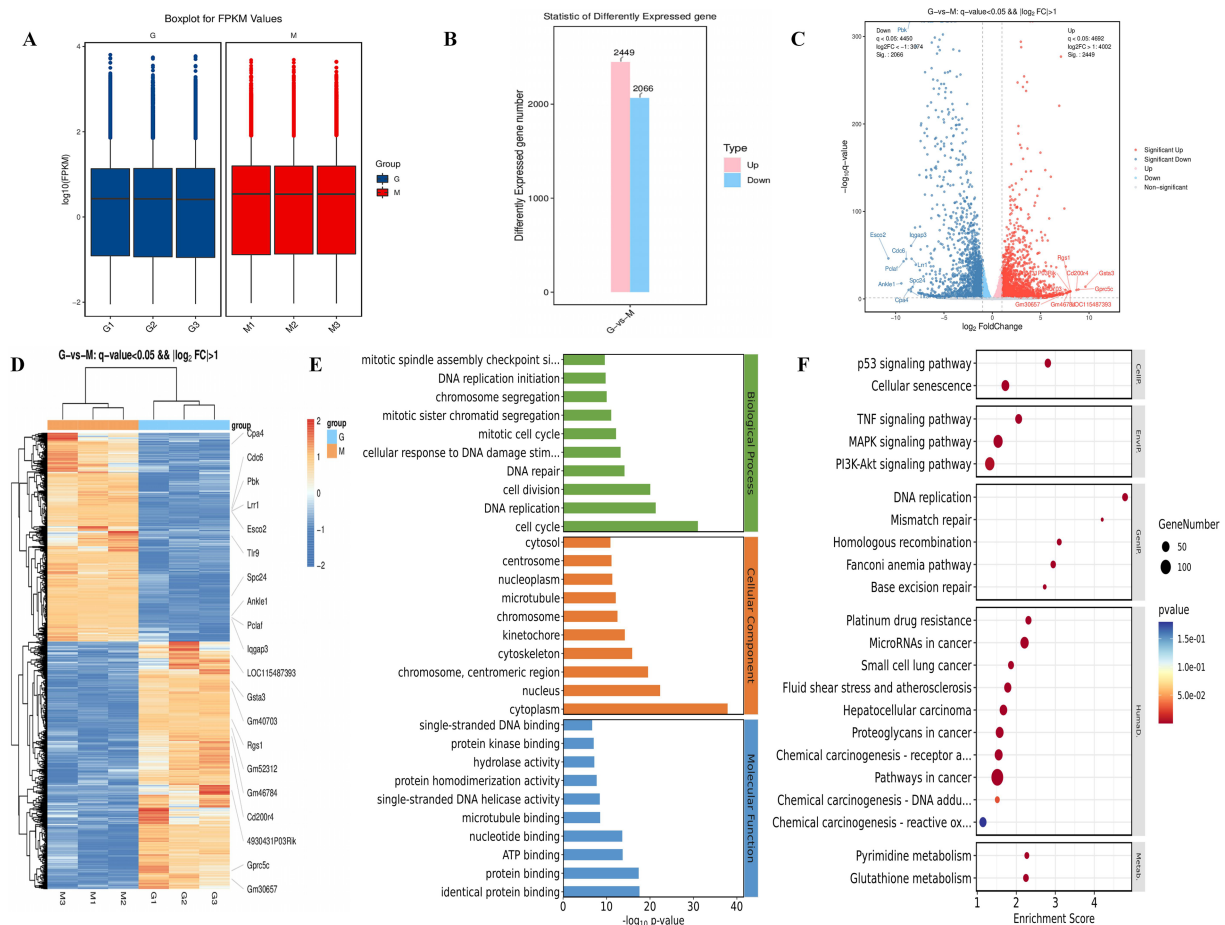 A
Boxplot for FPKM Values
G
M
log10(FPKM)
4
2
0
−2
G1
G2
G3
M1
M2
M3
Group
G
M
B
Statistic of Differently Expressed gene
Differently Expressed gene number
2449
2066
2000
1000
0
G-vs-M
Type
Up
Down
C
G-vs-M: q-value<0.05 && |log2 FC|>1
Down
q < 0.05: 4450
log2FC < −1: 3974
Sig. : 2066
Up
q < 0.05: 4692
log2FC > 1: 4002
Sig. : 2449
Pbk
−log10q−value
300
200
100
0
Esco2
Iqgap3
Cdc6
Pclaf
Lrr1
Ankle1
Spc24
Cpa4
Rgs1
Cd200r4
Gsta3
Gprc5c
Gm30657
LOC115487393
−10
−5
0
5
10
15
log2 FoldChange
Significant Up
Significant Down
Up
Down
Non-significant
D
G-vs-M: q-value<0.05 && |log2 FC|>1
group
group
G
M
2
1
0
−1
−2
Cpa4
Cdc6
Pbk
Lrr1
Esco2
Tlr9
Spc24
Ankle1
Pclaf
Iqgap3
LOC115487393
Gsta3
Gm40703
Rgs1
Gm52312
Gm46784
Cd200r4
4930431P03Rik
Gprc5c
Gm30657
M3
M1
M2
G1
G2
G3
E
mitotic spindle assembly checkpoint si...
DNA replication initiation
chromosome segregation
mitotic sister chromatid segregation
mitotic cell cycle
cellular response to DNA damage stim...
DNA repair
cell division
DNA replication
cell cycle
Biological Process
cytosol
centrosome
nucleoplasm
microtubule
chromosome
kinetochore
cytoskeleton
chromosome, centromeric region
nucleus
cytoplasm
Cellular Component
single-stranded DNA binding
protein kinase binding
hydrolase activity
protein homodimerization activity
single-stranded DNA helicase activity
microtubule binding
nucleotide binding
ATP binding
protein binding
identical protein binding
Molecular Function
0
10
20
30
40
-log10 p-value
F
p53 signaling pathway
Cellular senescence
CellP.
TNF signaling pathway
MAPK signaling pathway
PI3K-Akt signaling pathway
EnvIP.
DNA replication
Mismatch repair
Homologous recombination
Fanconi anemia pathway
Base excision repair
GenIP.
Platinum drug resistance
MicroRNAs in cancer
Small cell lung cancer
Fluid shear stress and atherosclerosis
Hepatocellular carcinoma
Proteoglycans in cancer
Chemical carcinogenesis - receptor a...
Pathways in cancer
Chemical carcinogenesis - DNA addu...
Chemical carcinogenesis - reactive ox...
HumaD.
Pyrimidine metabolism
Glutathione metabolism
Metab.
1
2
3
4
Enrichment Score
GeneNumber
50
100
pvalue
1.5e-01
1.0e-01
5.0e-02